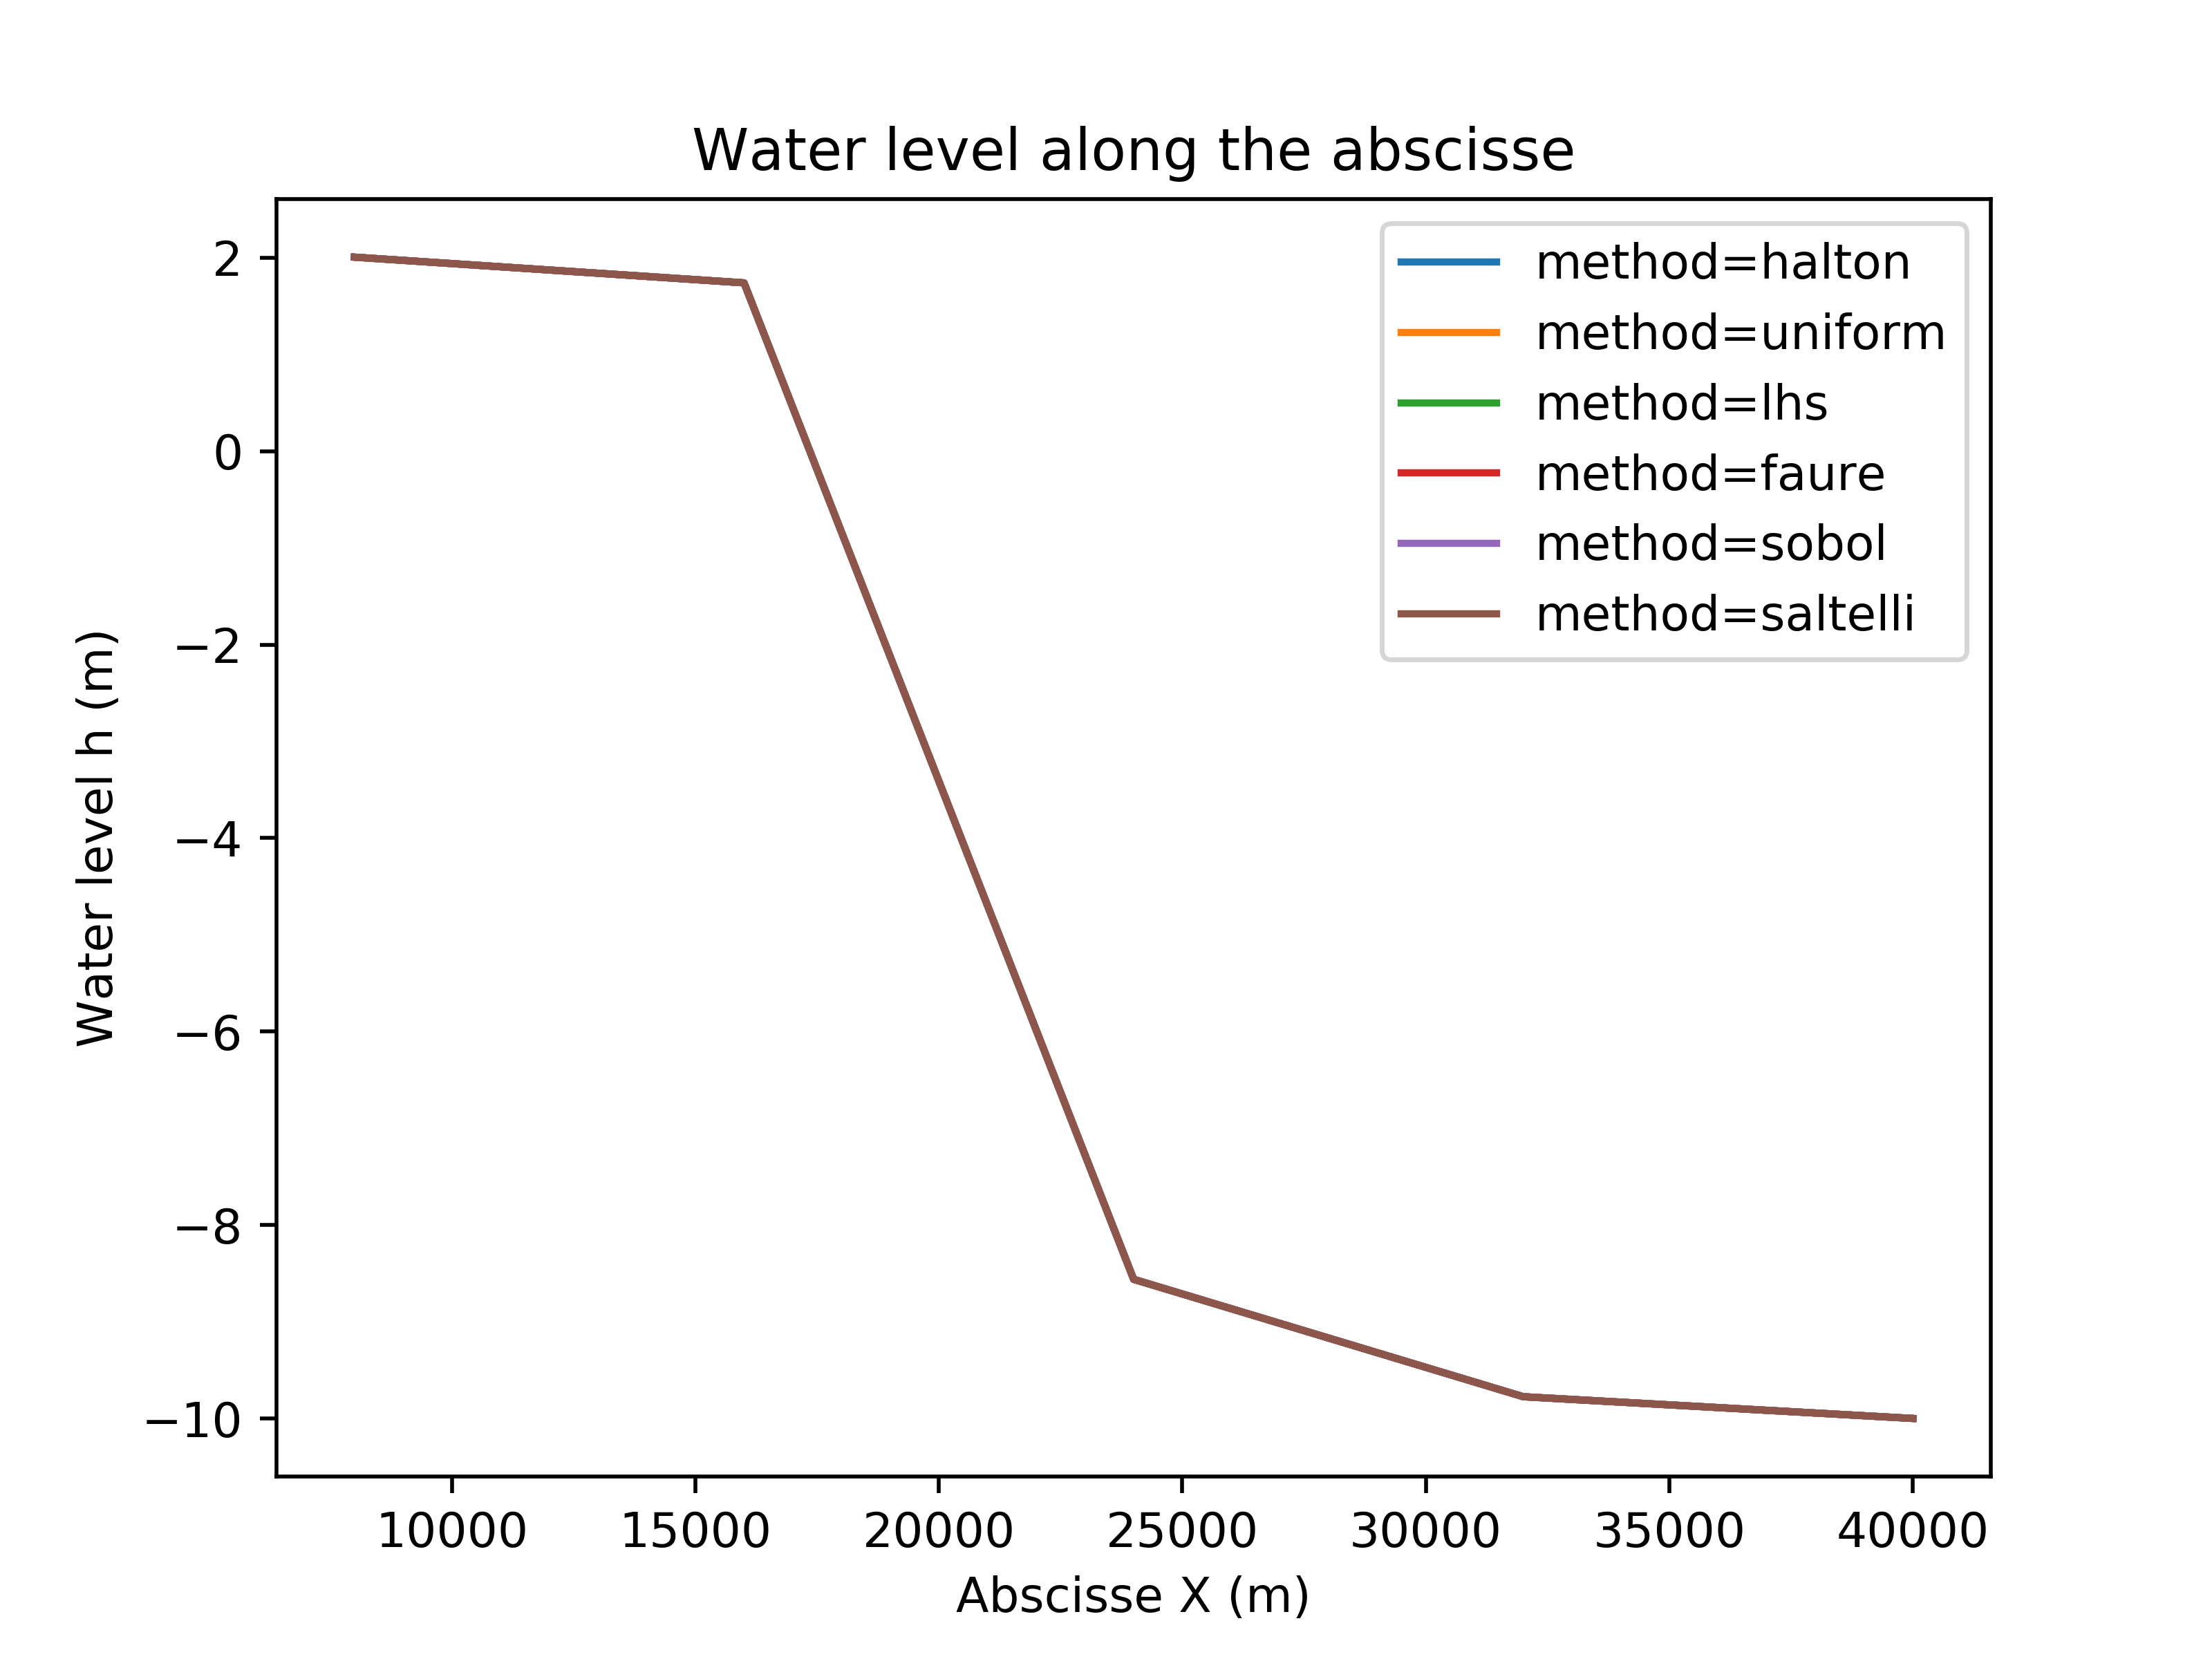 Water level along the abscisse
method=halton
method=uniform
method=lhs
method=faure
method=sobol
method=saltelli
2
0
−2
−4
−6
−8
−10
Water level h (m)
10000 15000 20000 25000 30000 35000 40000
Abscisse X (m)